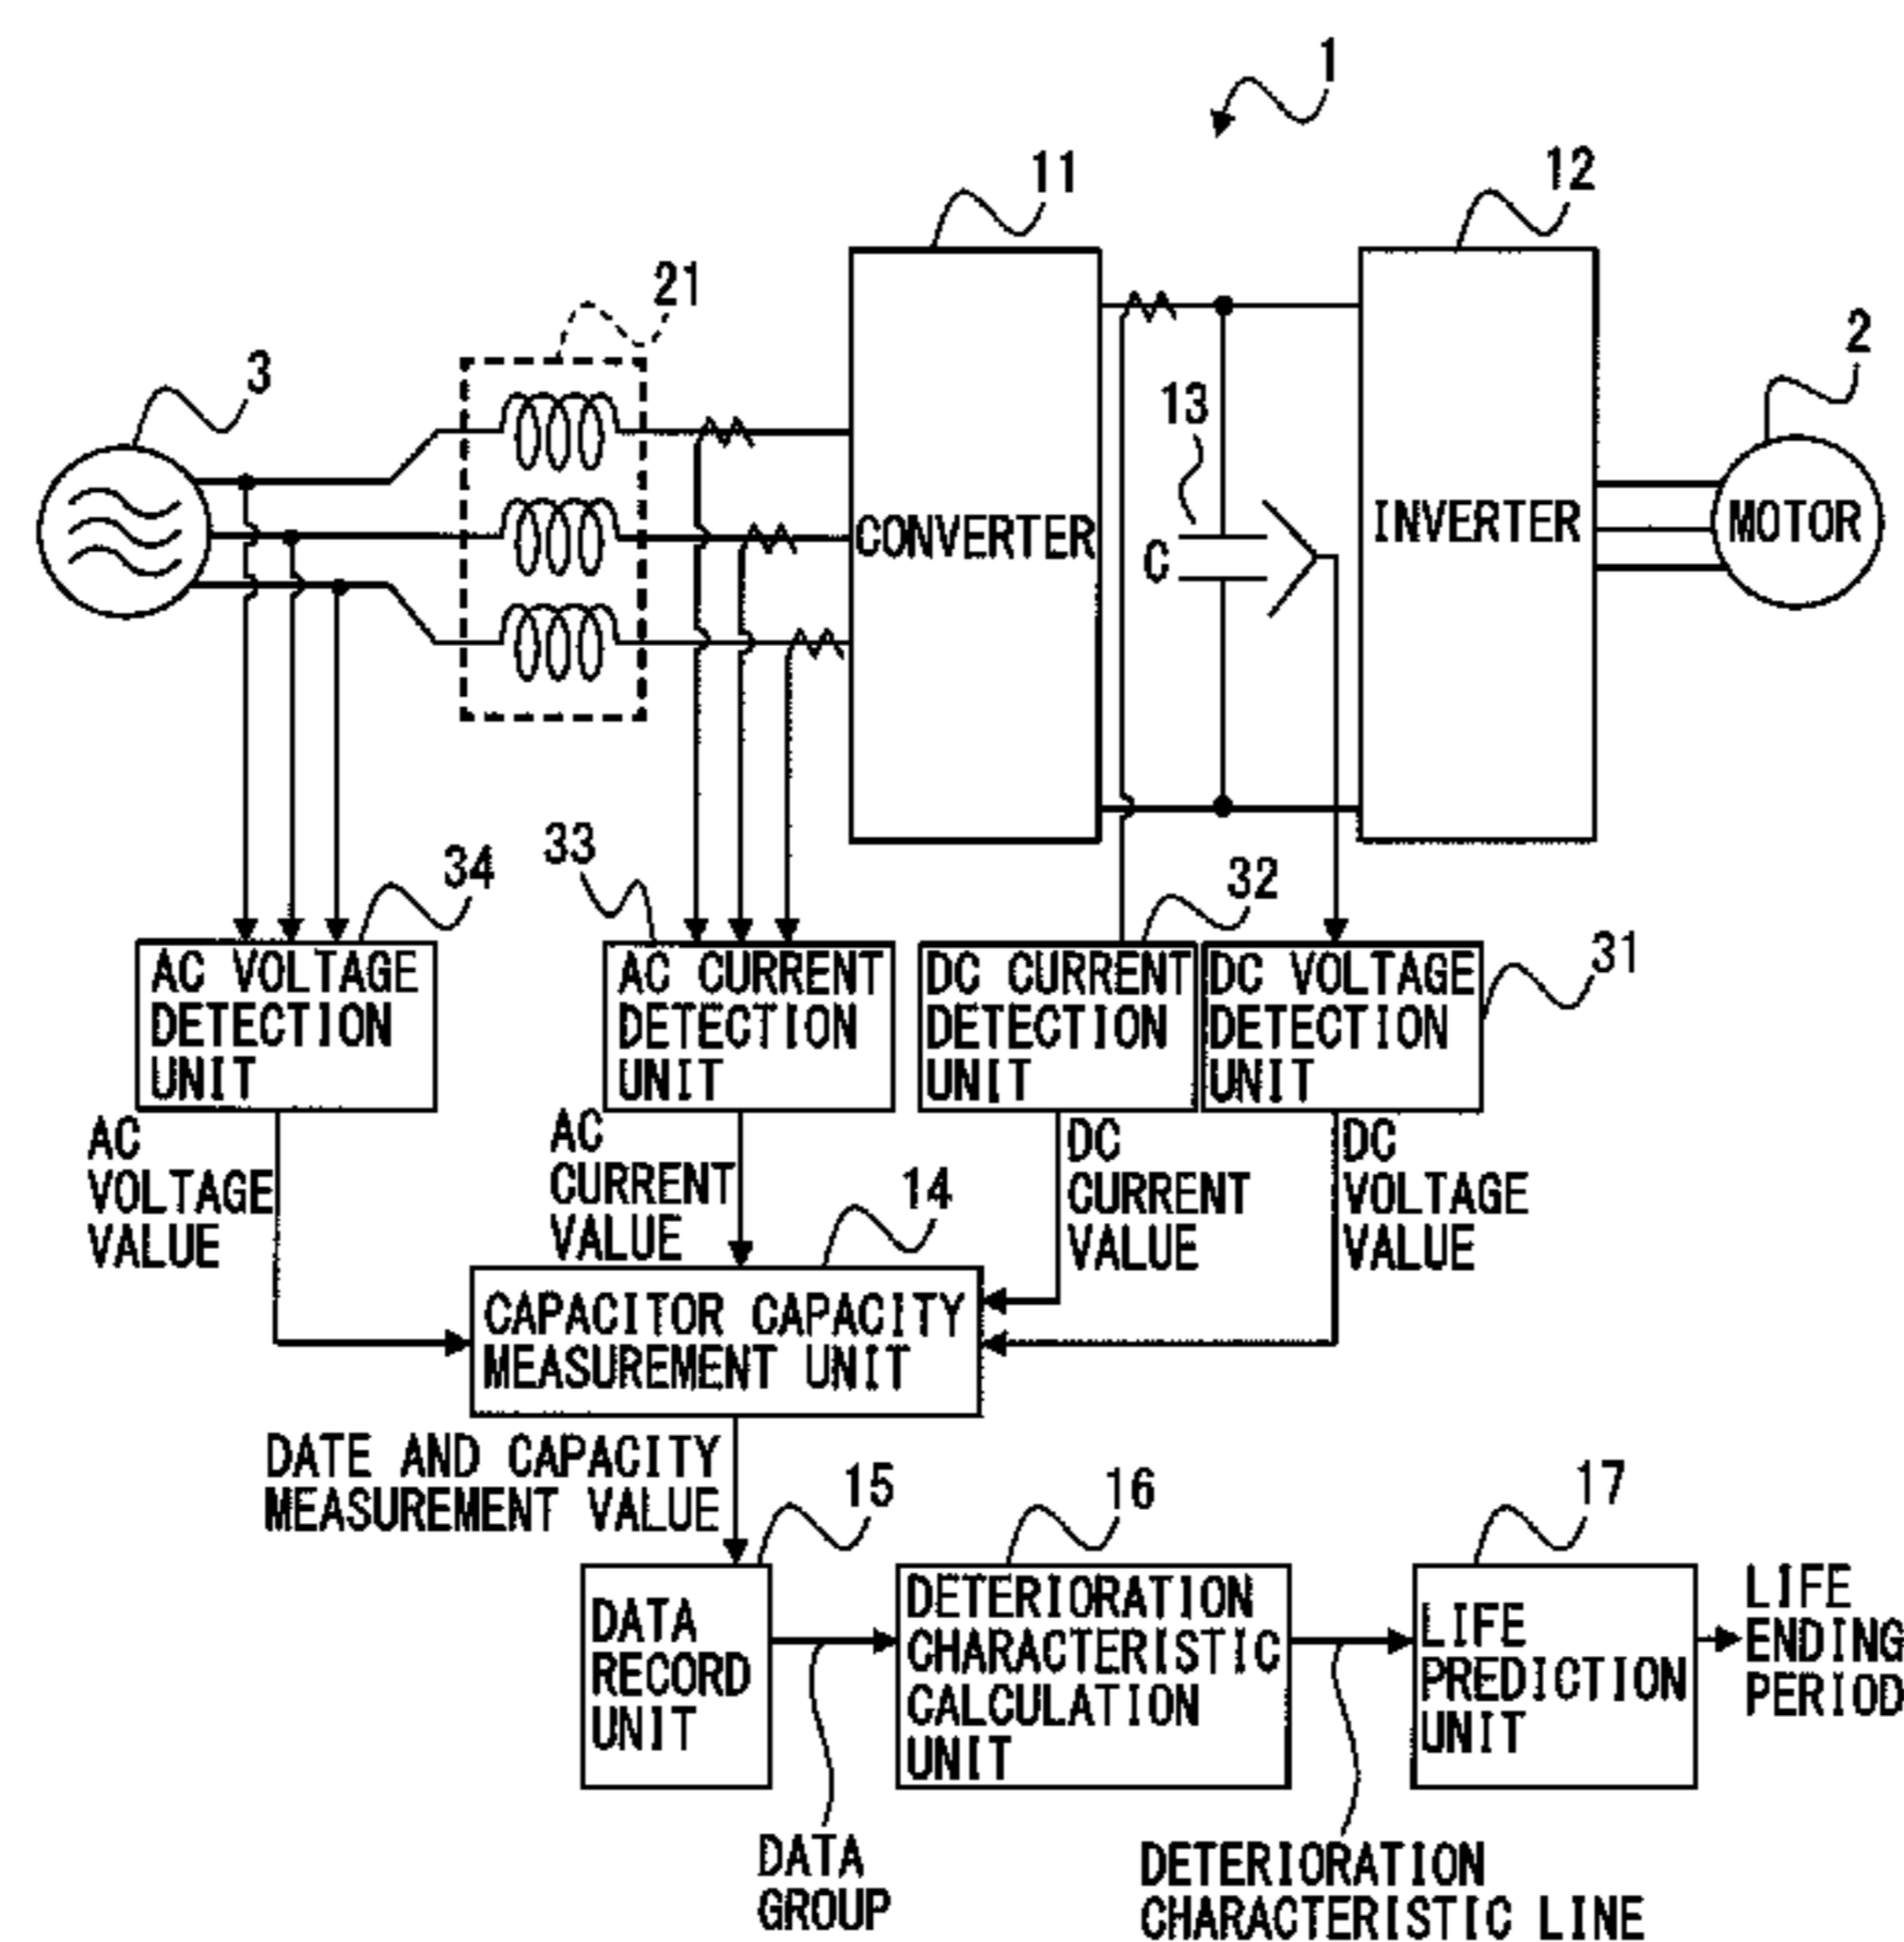 1
11
12
21
3
2
13
CONVERTER
C
INVERTER
MOTOR
34
33
32
31
AC VOLTAGE
DETECTION
UNIT
AC CURRENT
DETECTION
UNIT
DC CURRENT
DETECTION
UNIT
DC VOLTAGE
DETECTION
UNIT
AC
VOLTAGE
VALUE
AC
CURRENT
VALUE
DC
CURRENT
VALUE
DC
VOLTAGE
VALUE
14
CAPACITOR CAPACITY
MEASUREMENT UNIT
DATE AND CAPACITY
MEASUREMENT VALUE
15
16
17
DATA
RECORD
UNIT
DETERIORATION
CHARACTERISTIC
CALCULATION
UNIT
LIFE
PREDICTION
UNIT
LIFE
ENDING
PERIOD
DATA
GROUP
DETERIORATION
CHARACTERISTIC LINE